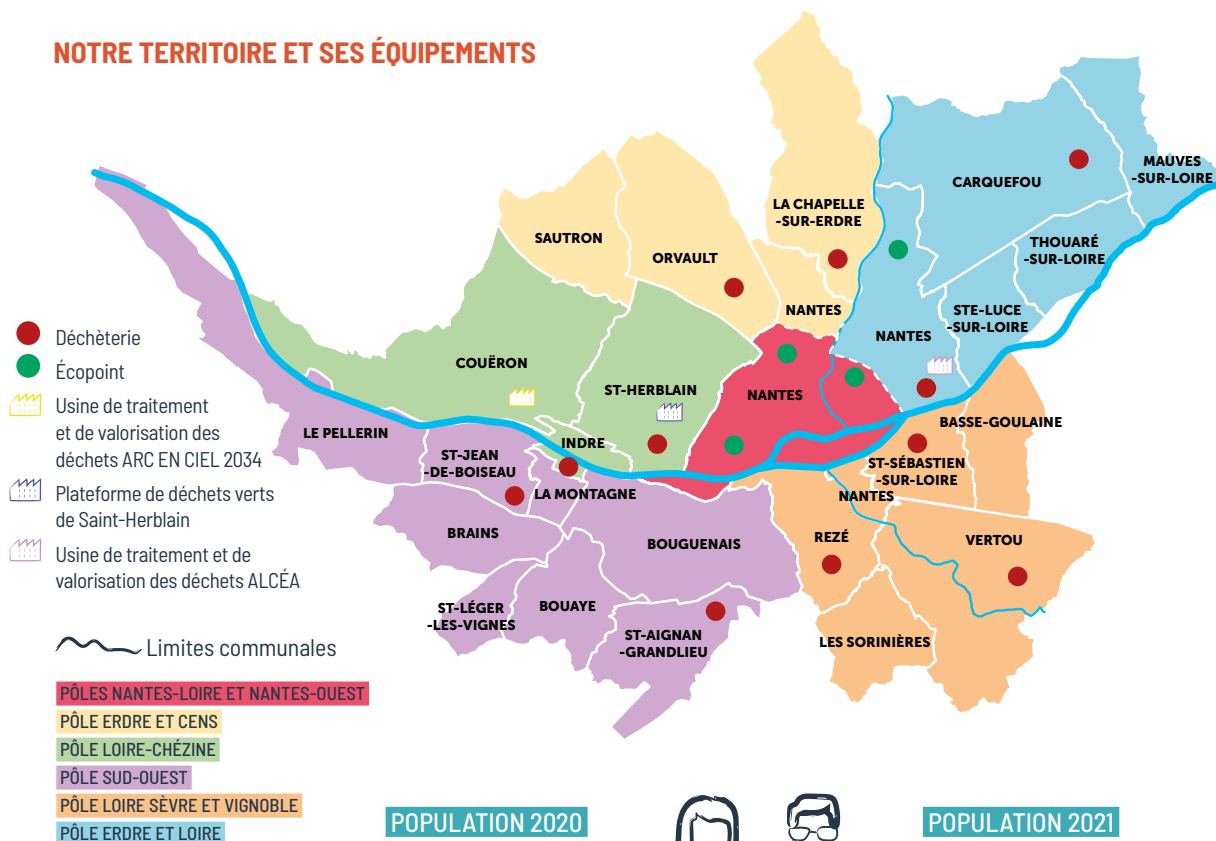 NOTRE TERRITOIRE ET SES ÉQUIPEMENTS
MAUVES
-SUR-LOIRE
CARQUEFOU
LA CHAPELLE
-SUR-ERDRE
SAUTRON
THOUARÉ
-SUR-LOIRE
ORVAULT
NANTES
STE-LUCE
-SUR-LOIRE
NANTES
COUËRON
ST-HERBLAIN
NANTES
BASSE-GOULAINE
LE PELLERIN
INDRE
ST-JEAN
-DE-BOISEAU
ST-SÉBASTIEN
-SUR-LOIRE
LA MONTAGNE
NANTES
BRAINS
BOUGUENAIS
REZÉ
VERTOU
ST-LÉGER
-LES-VIGNES
BOUAYE
ST-AIGNAN
-GRANDLIEU
LES SORINIÈRES
Déchèterie
Écopoint
Usine de traitement
et de valorisation des
déchets ARC EN CIEL 2034
Plateforme de déchets verts
de Saint-Herblain
Usine de traitement et de
valorisation des déchets ALCÉA
Limites communales
PÔLES NANTES-LOIRE ET NANTES-OUEST
PÔLE ERDRE ET CENS
PÔLE LOIRE-CHÉZINE
PÔLE SUD-OUEST
PÔLE LOIRE SÈVRE ET VIGNOBLE
PÔLE ERDRE ET LOIRE
POPULATION 2020
POPULATION 2021